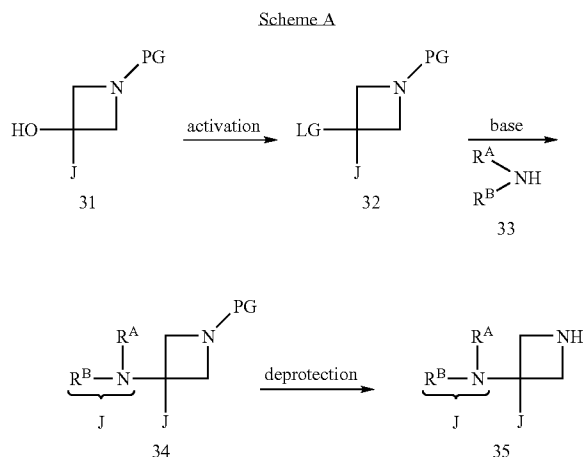 Scheme A
PG
N
HO
J
31
activation
PG
N
LG
J
32
base
R^A
NH
R^B
33
PG
R^A
N
R^B
N
J
J
34
deprotection
R^A
NH
R^B
N
J
J
35